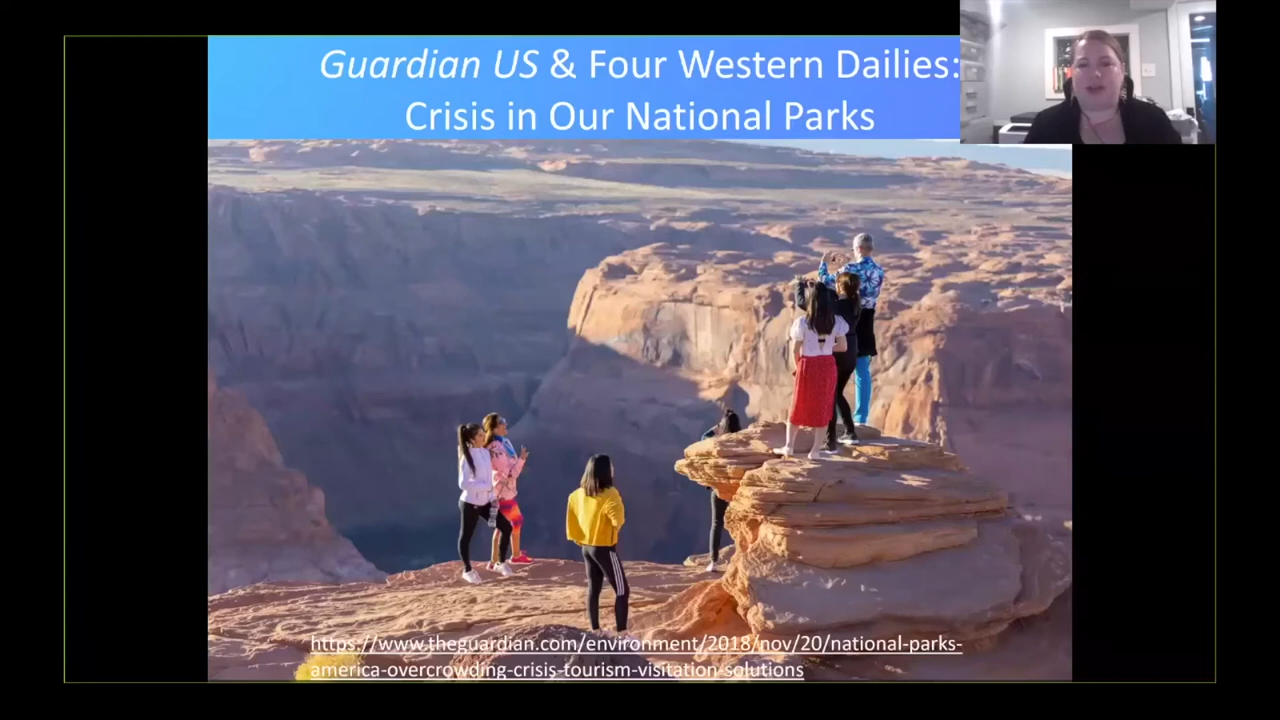 Guardian US & Four Western Dailies:
Crisis in Our National Parks
https://www.theguardian.com/environment/2018/nov/20/national-parks-
america-overcrowding-crisis-tourism-visitation-solutions